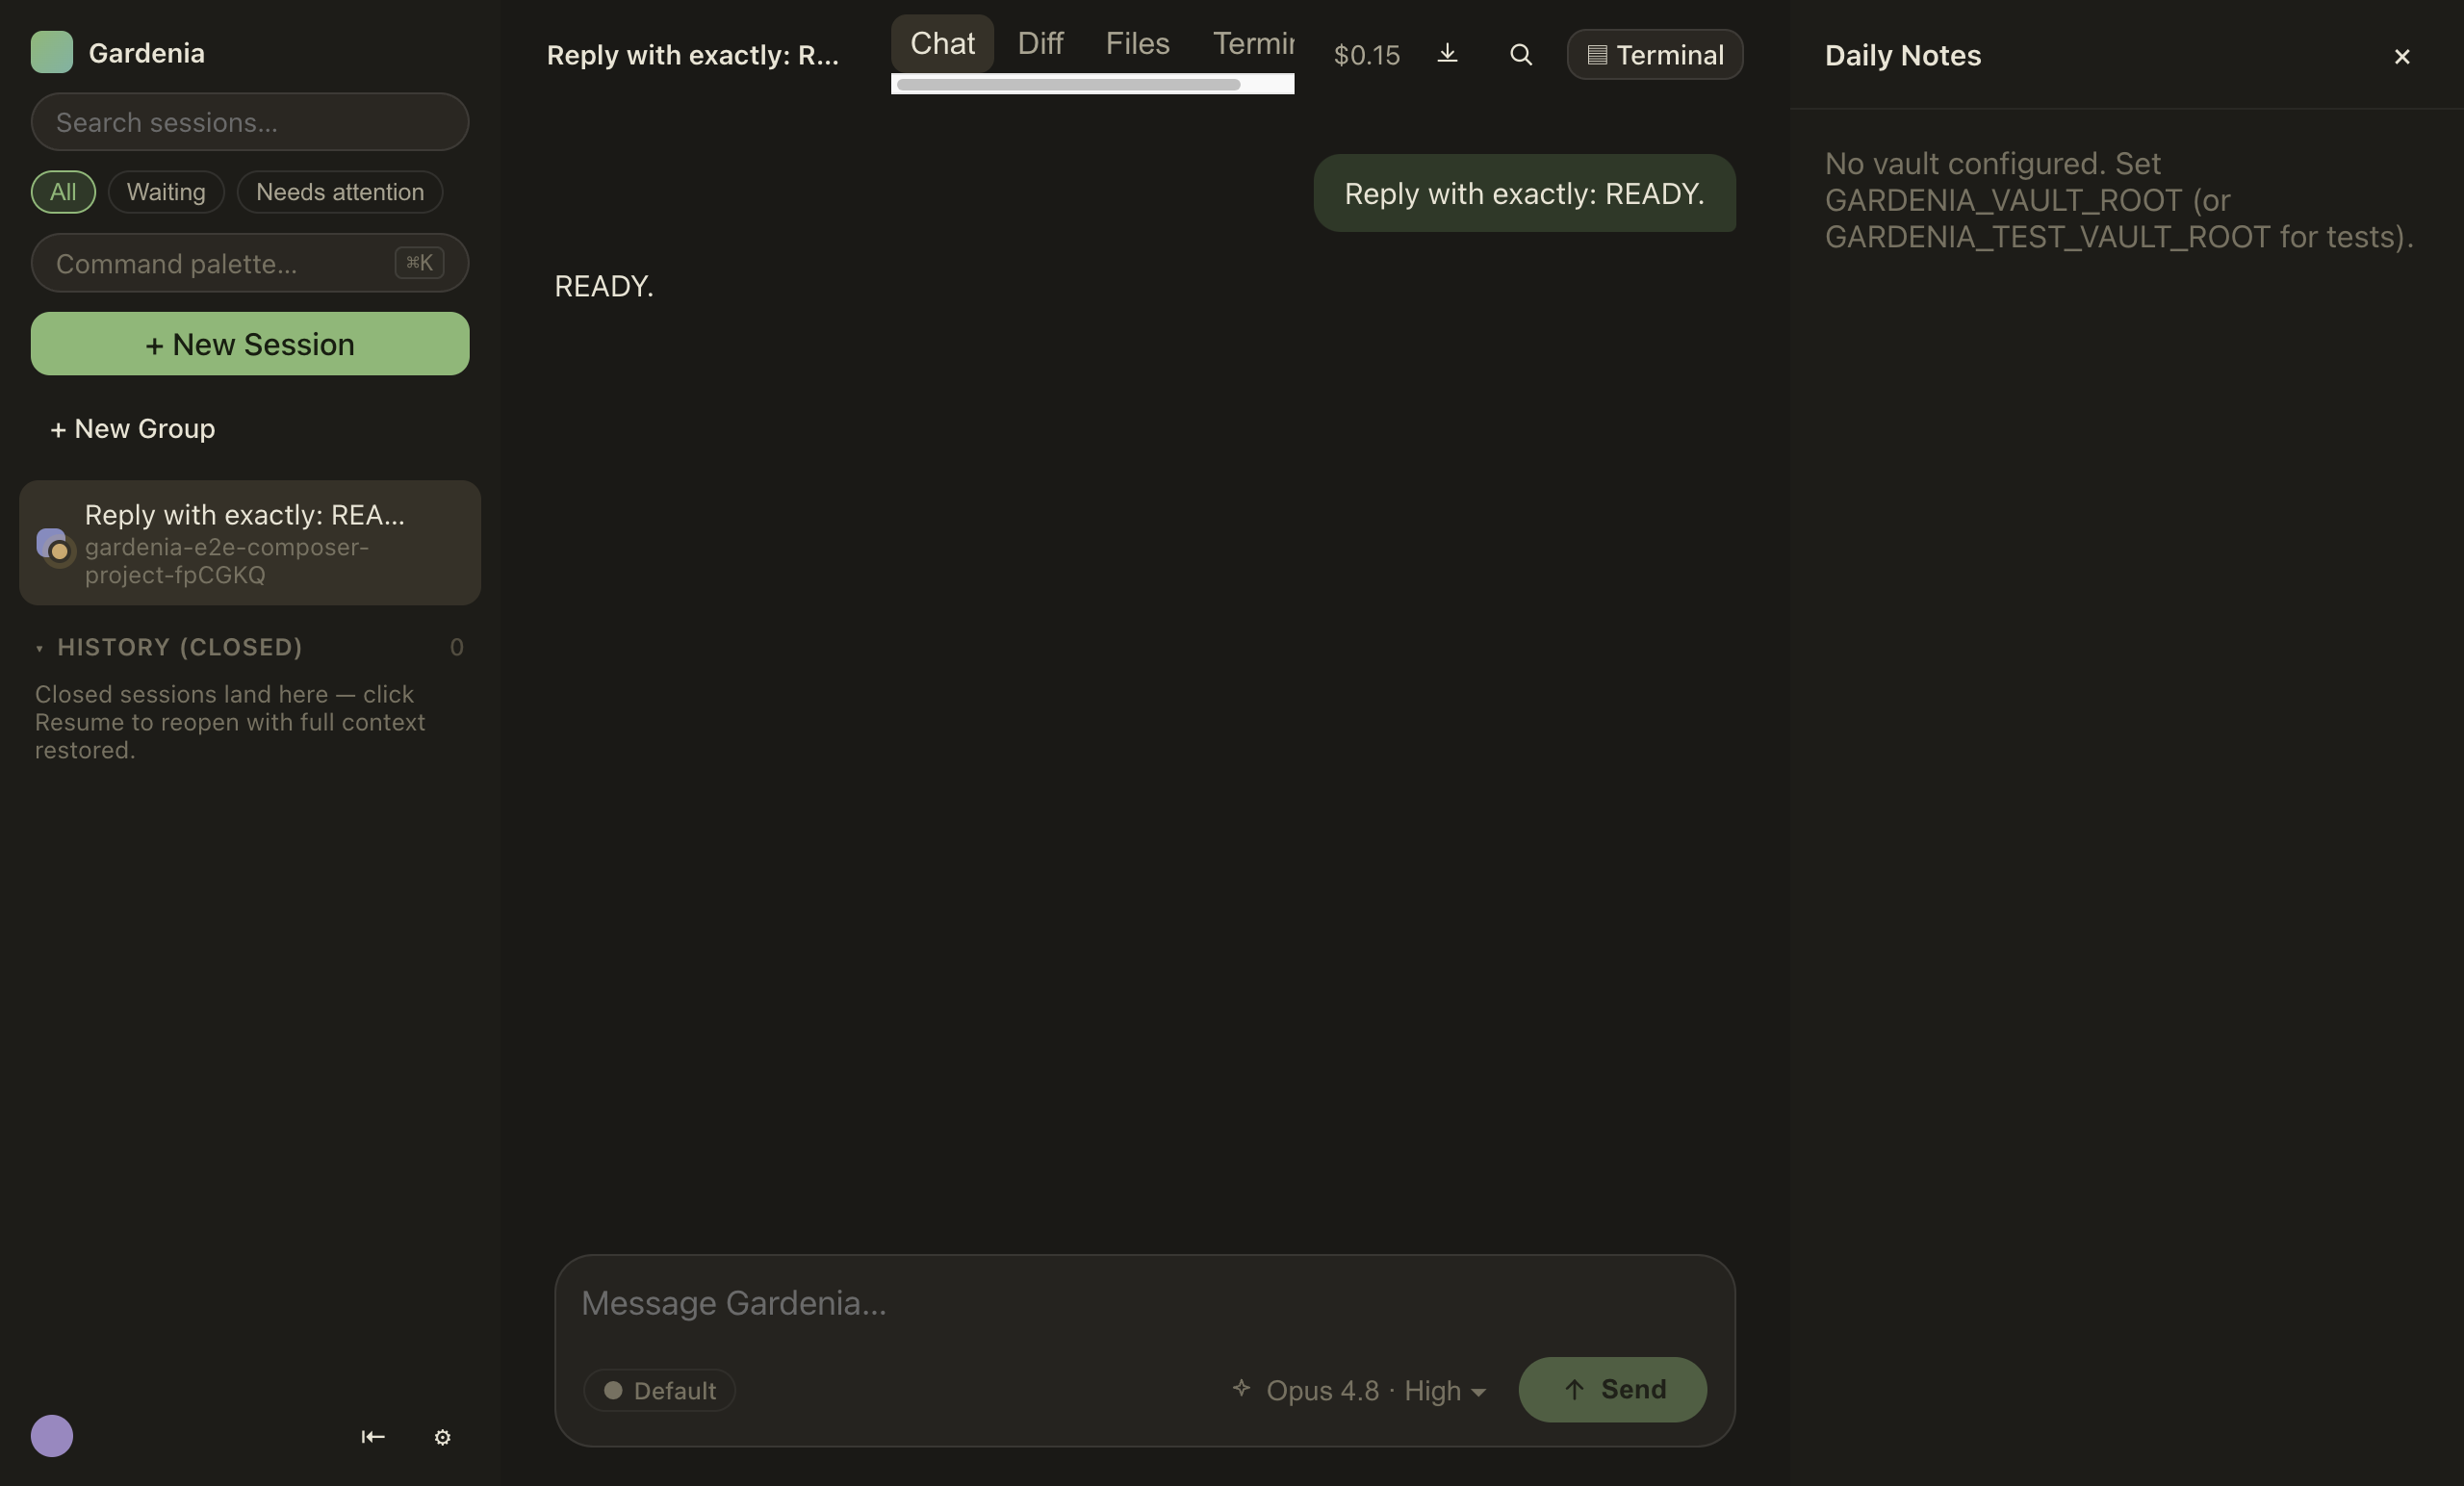 Gardenia
Search sessions...
All
Waiting
Needs attention
Command palette...
⌘K
+ New Session
+ New Group
Reply with exactly: REA...
gardenia-e2e-composer-
project-fpCGKQ
HISTORY (CLOSED)
0
Closed sessions land here — click
Resume to reopen with full context
restored.
Reply with exactly: R...
Chat
Diff
Files
Termin
$0.15
Terminal
Reply with exactly: READY.
READY.
Message Gardenia...
Default
Opus 4.8 · High
Send
Daily Notes
No vault configured. Set
GARDENIA_VAULT_ROOT (or
GARDENIA_TEST_VAULT_ROOT for tests).